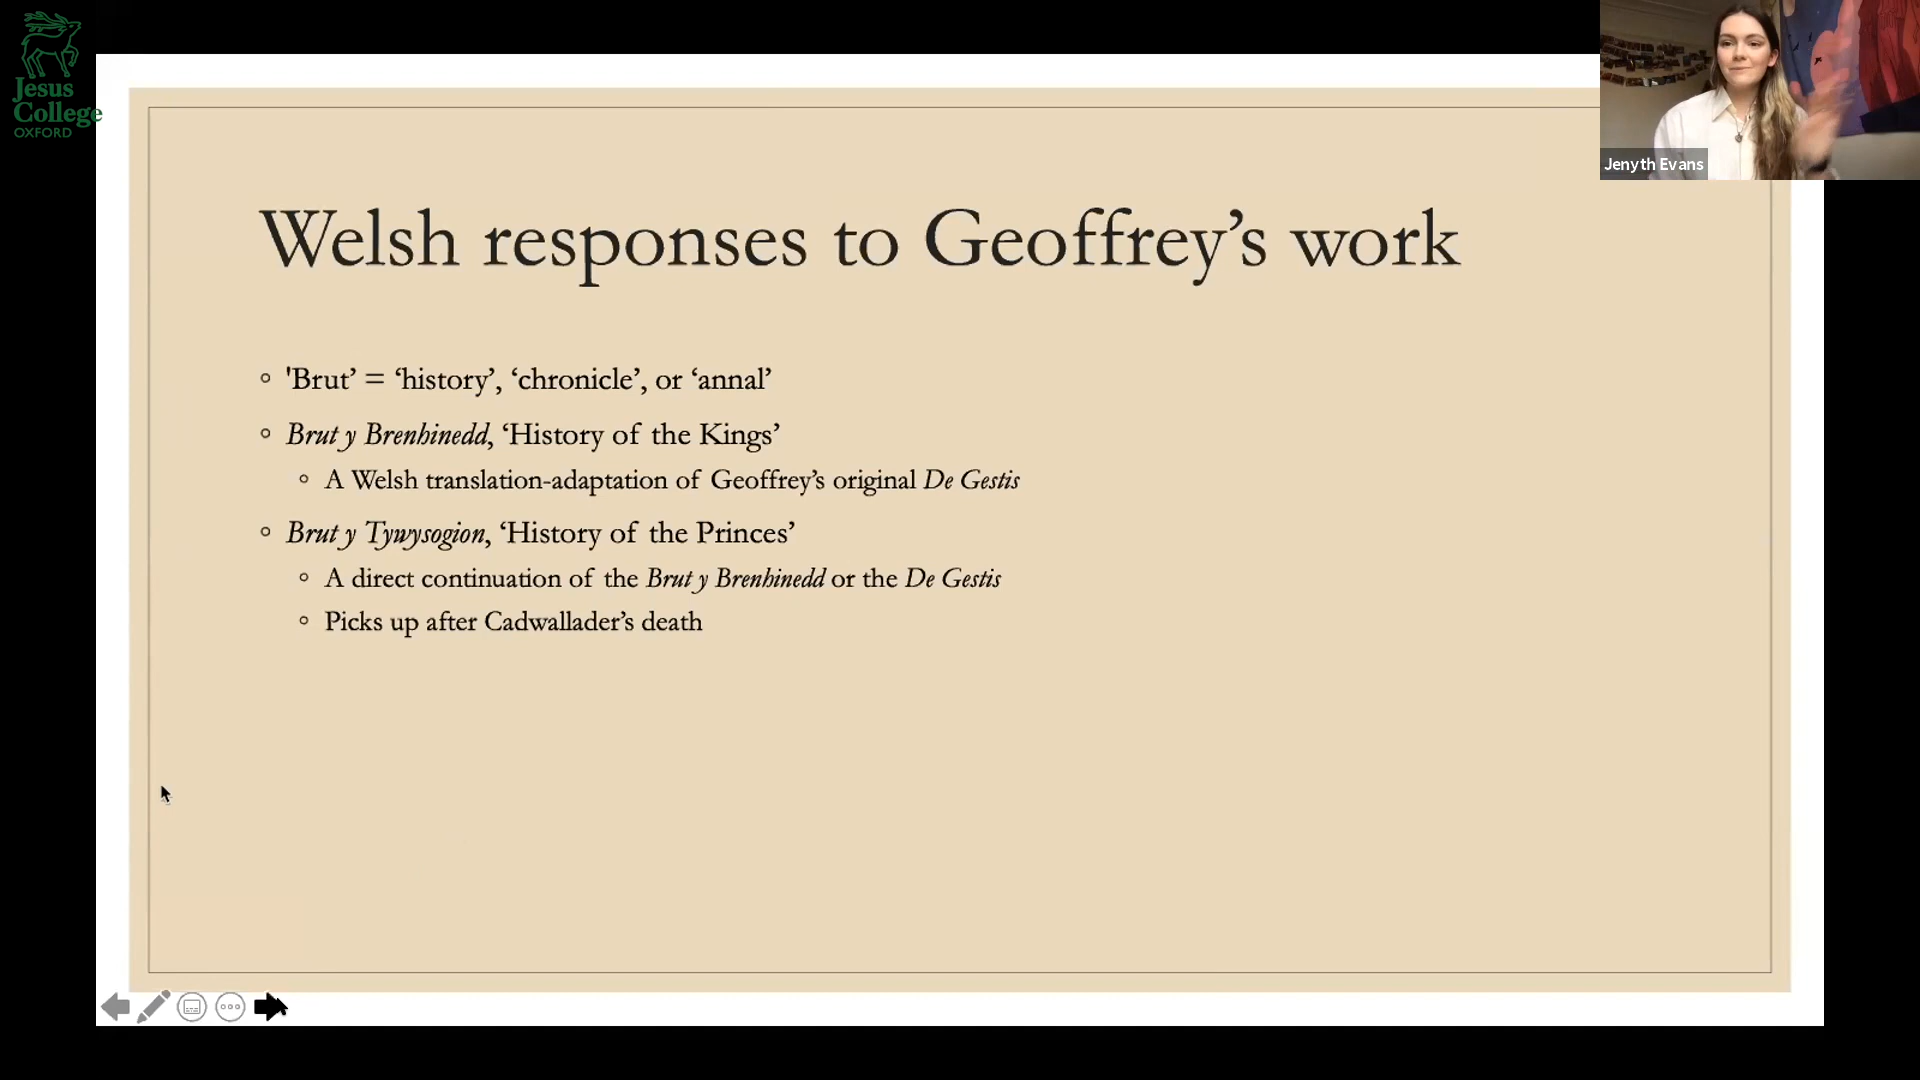 Jesus
College
OXFORD
Jenyth Evans
Welsh responses to Geoffrey’s work
'Brut’ = ‘history’, ‘chronicle’, or ‘annal’
Brut y Brenhinedd, ‘History of the Kings’
A Welsh translation-adaptation of Geoffrey’s original De Gestis
Brut y Tywysogion, ‘History of the Princes’
A direct continuation of the Brut y Brenhinedd or the De Gestis
Picks up after Cadwallader’s death